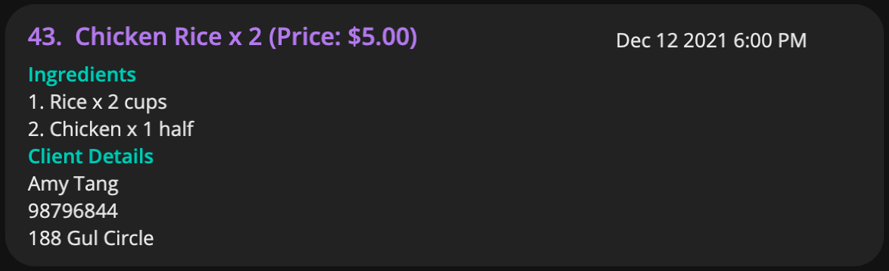 43. Chicken Rice x 2 (Price: $5.00)
Dec 12 2021 6:00 PM
Ingredients
1. Rice x 2 cups
2. Chicken x 1 half
Client Details
Amy Tang
98796844
188 Gul Circle